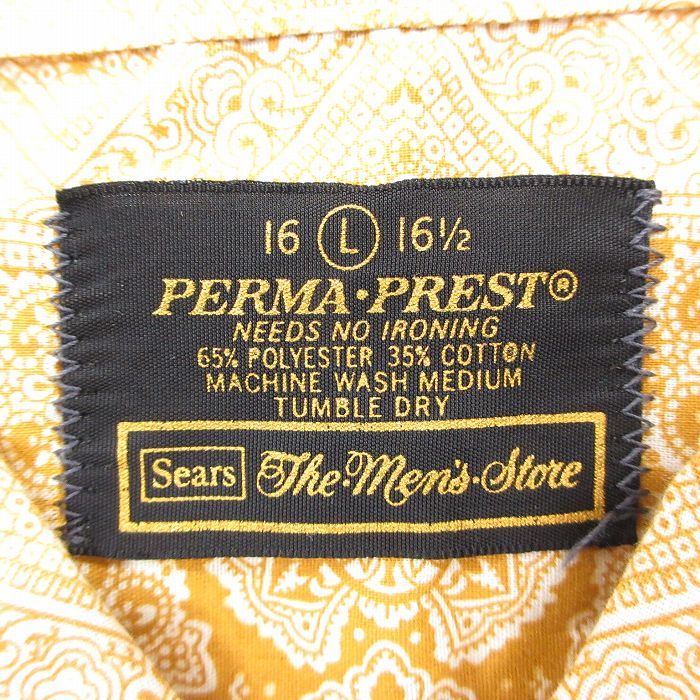 16 L 16½
PERMA·PREST®
NEEDS NO IRONING
65% POLYESTER 35% COTTON
MACHINE WASH MEDIUM
TUMBLE DRY
Sears The·Men's·Store